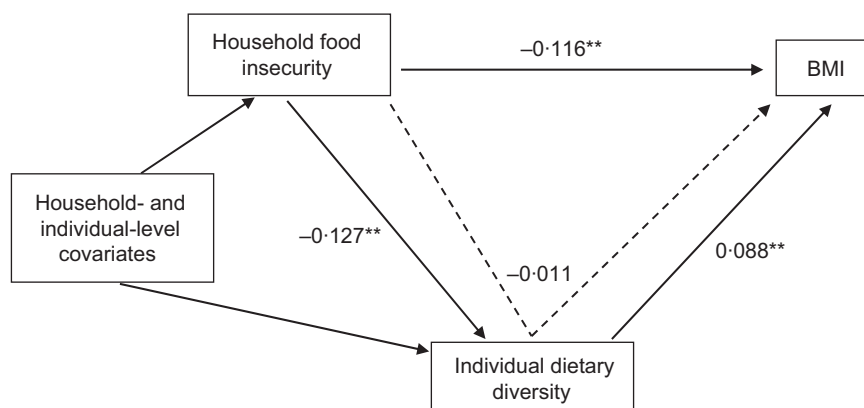 Household food
insecurity
–0·116**
BMI
Household- and
individual-level
covariates
–0·127**
–0·011
0·088**
Individual dietary
diversity